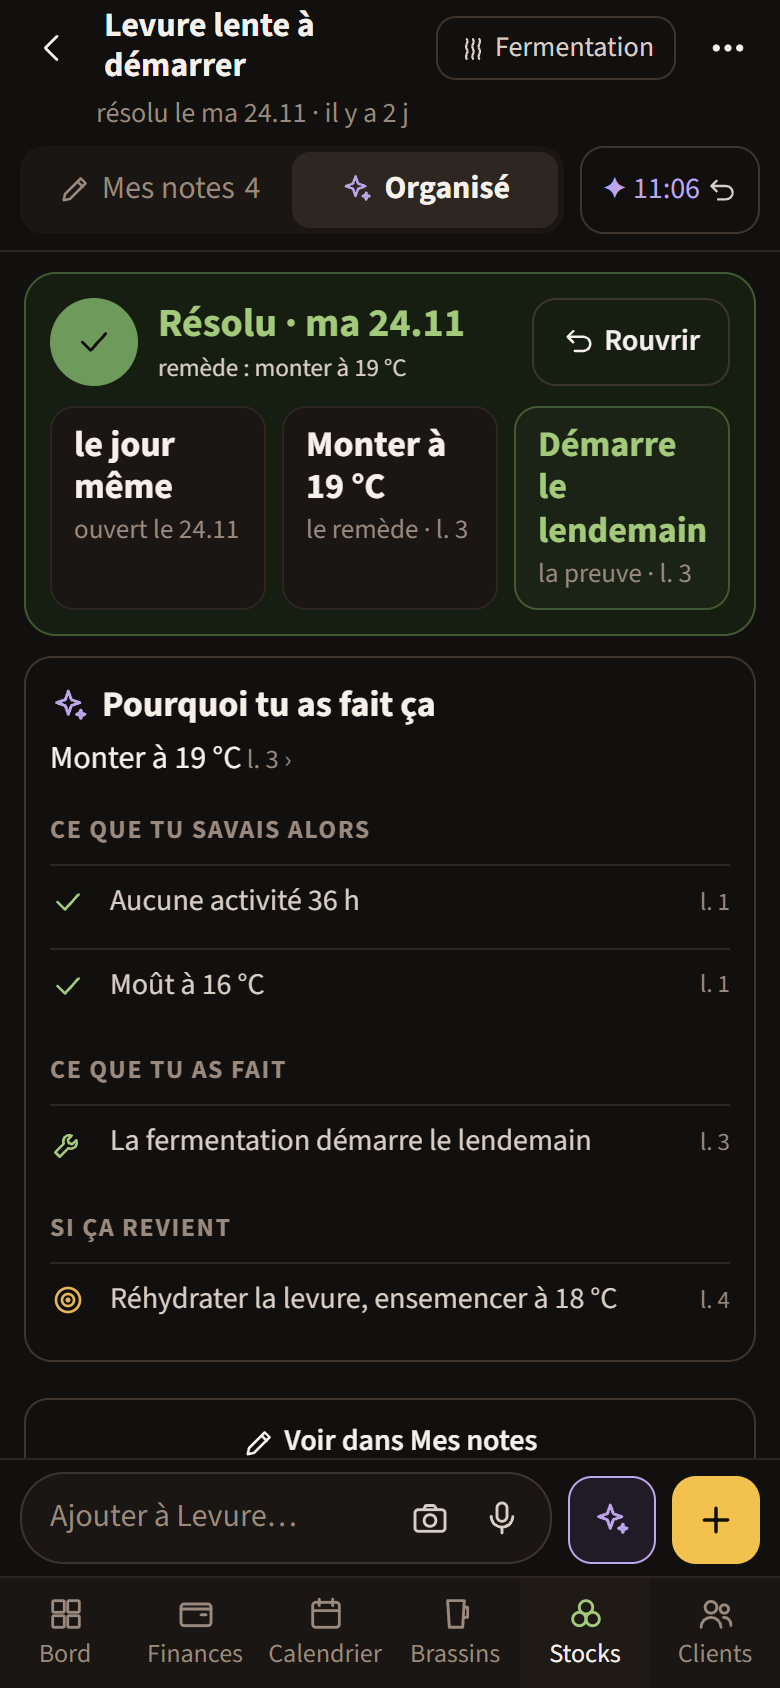 Levure lente à
démarrer
Fermentation
résolu le ma 24.11 · il y a 2 j
Mes notes 4
Organisé
11:06
Résolu · ma 24.11
remède : monter à 19 °C
Rouvrir
le jour
même
ouvert le 24.11
Monter à
19 °C
le remède · l. 3
Démarre
le
lendemain
la preuve · l. 3
Pourquoi tu as fait ça
Monter à 19 °C l. 3 ›
CE QUE TU SAVAIS ALORS
Aucune activité 36 h l. 1
Moût à 16 °C l. 1
CE QUE TU AS FAIT
La fermentation démarre le lendemain l. 3
SI ÇA REVIENT
Réhydrater la levure, ensemencer à 18 °C l. 4
Voir dans Mes notes
Ajouter à Levure…
Bord Finances Calendrier Brassins Stocks Clients